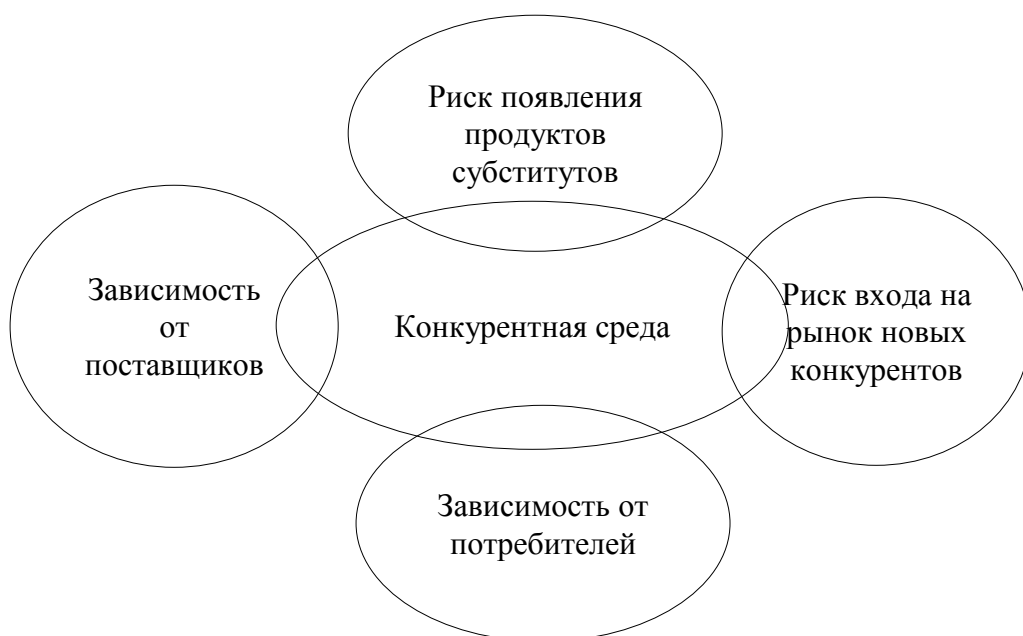 Риск появления
продуктов
субститутов
Зависимость
от
поставщиков
Конкурентная среда
Риск входа на
рынок новых
конкурентов
Зависимость от
потребителей